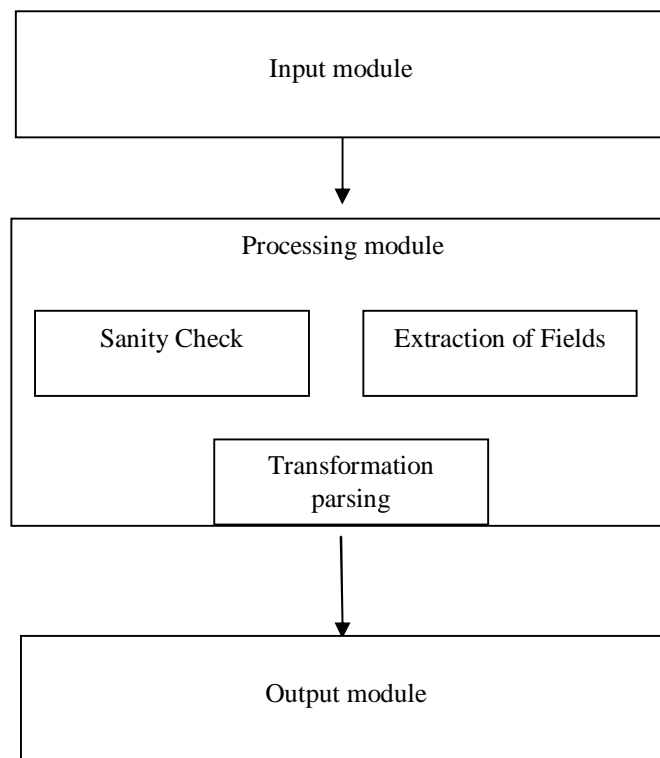 Input module
Processing module
Sanity Check
Extraction of Fields
Transformation
parsing
Output module